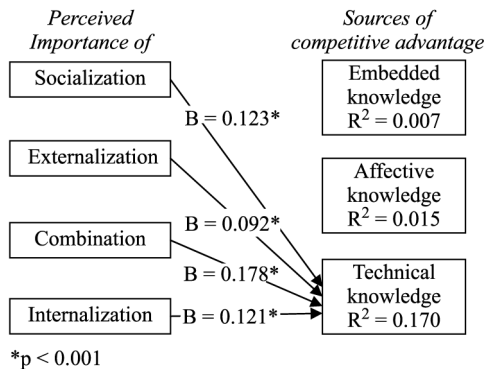 Perceived
Importance of
Sources of
competitive advantage
Socialization
Externalization
Combination
Internalization
B = 0.123*
B = 0.092*
B = 0.178*
B = 0.121*
Embedded
knowledge
R² = 0.007
Affective
knowledge
R² = 0.015
Technical
knowledge
R² = 0.170
*p < 0.001